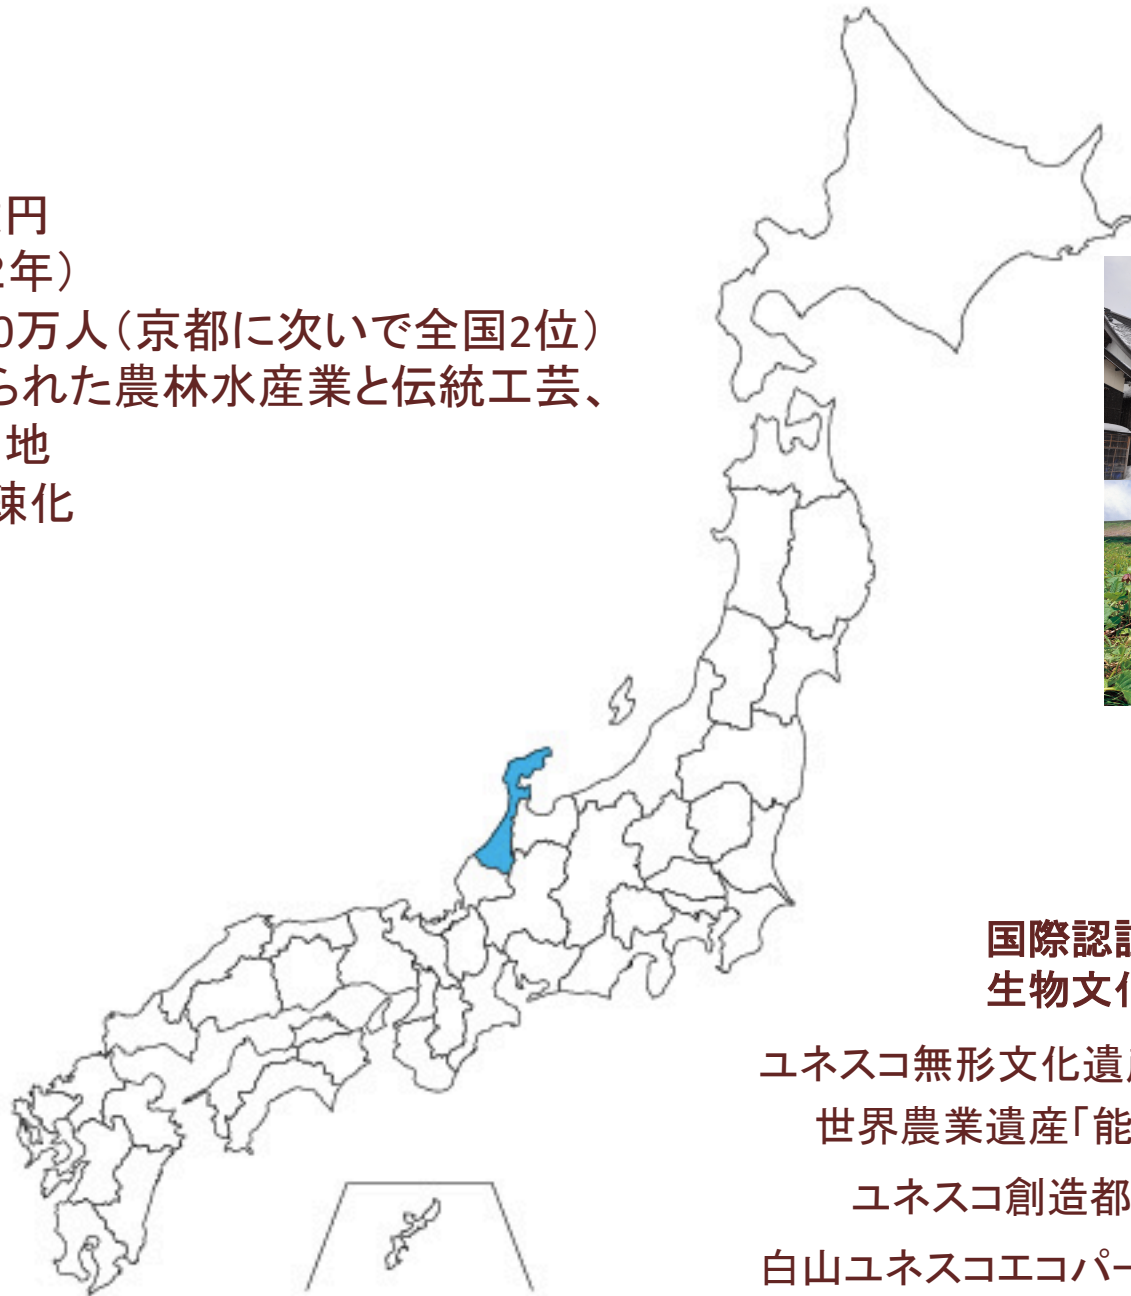 円
2年）
0万人（京都に次いで全国2位）
られた農林水産業と伝統工芸、
地
疎化
国際認
生物文化
ユネスコ無形文化遺産
世界農業遺産「能
ユネスコ創造都
白山ユネスコエコパー